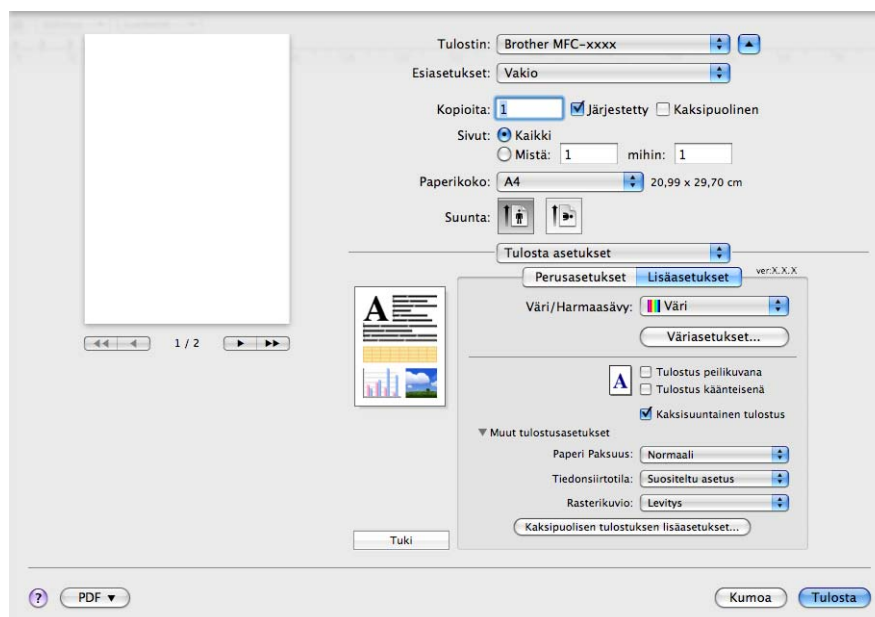 Tulostin: Brother MFC-xxxx
Esiasetukset: Vakio
Kopioita: 1 Järjestetty Kaksipuolinen
Sivut: Kaikki
Mistä: 1 mihin: 1
Paperikoko: A4 20,99 x 29,70 cm
Suunta:
Tulosta asetukset
Perusasetukset Lisäasetukset ver:X.X.X
Väri/Harmaasävy: Väri
Väriasetukset...
1 / 2
A
A
Tulostus peilikuvana
Tulostus käänteisenä
Kaksisuuntainen tulostus
Muut tulostusasetukset
Paperi Paksuus: Normaali
Tiedonsiirtotila: Suositeltu asetus
Rasterikuvio: Levitys
Kaksipuolisen tulostuksen lisäasetukset...
Tuki
? PDF ▼ Kumoa Tulosta